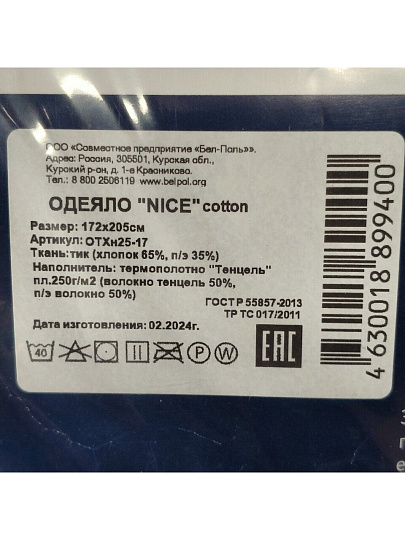 ООО «Совместное предприятие «Бел-Поль»».
Адрес: Россия, 305501, Курская обл.,
Курский р-он, д. 1-е Красниково.
Тел.: 8 800 2506119 www.belpol.org
ОДЕЯЛО "NICE" cotton
Размер: 172х205см
Артикул: ОТХн25-17
Ткань:тик (хлопок 65%, п/э 35%)
Наполнитель: термополотно "Тенцель"
пл.250г/м2 (волокно тенцель 50%,
п/э волокно 50%)
ГОСТ Р 55857-2013
ТР ТС 017/2011
Дата изготовления: 02.2024г.
40 P W
EAC
4 630018 899400